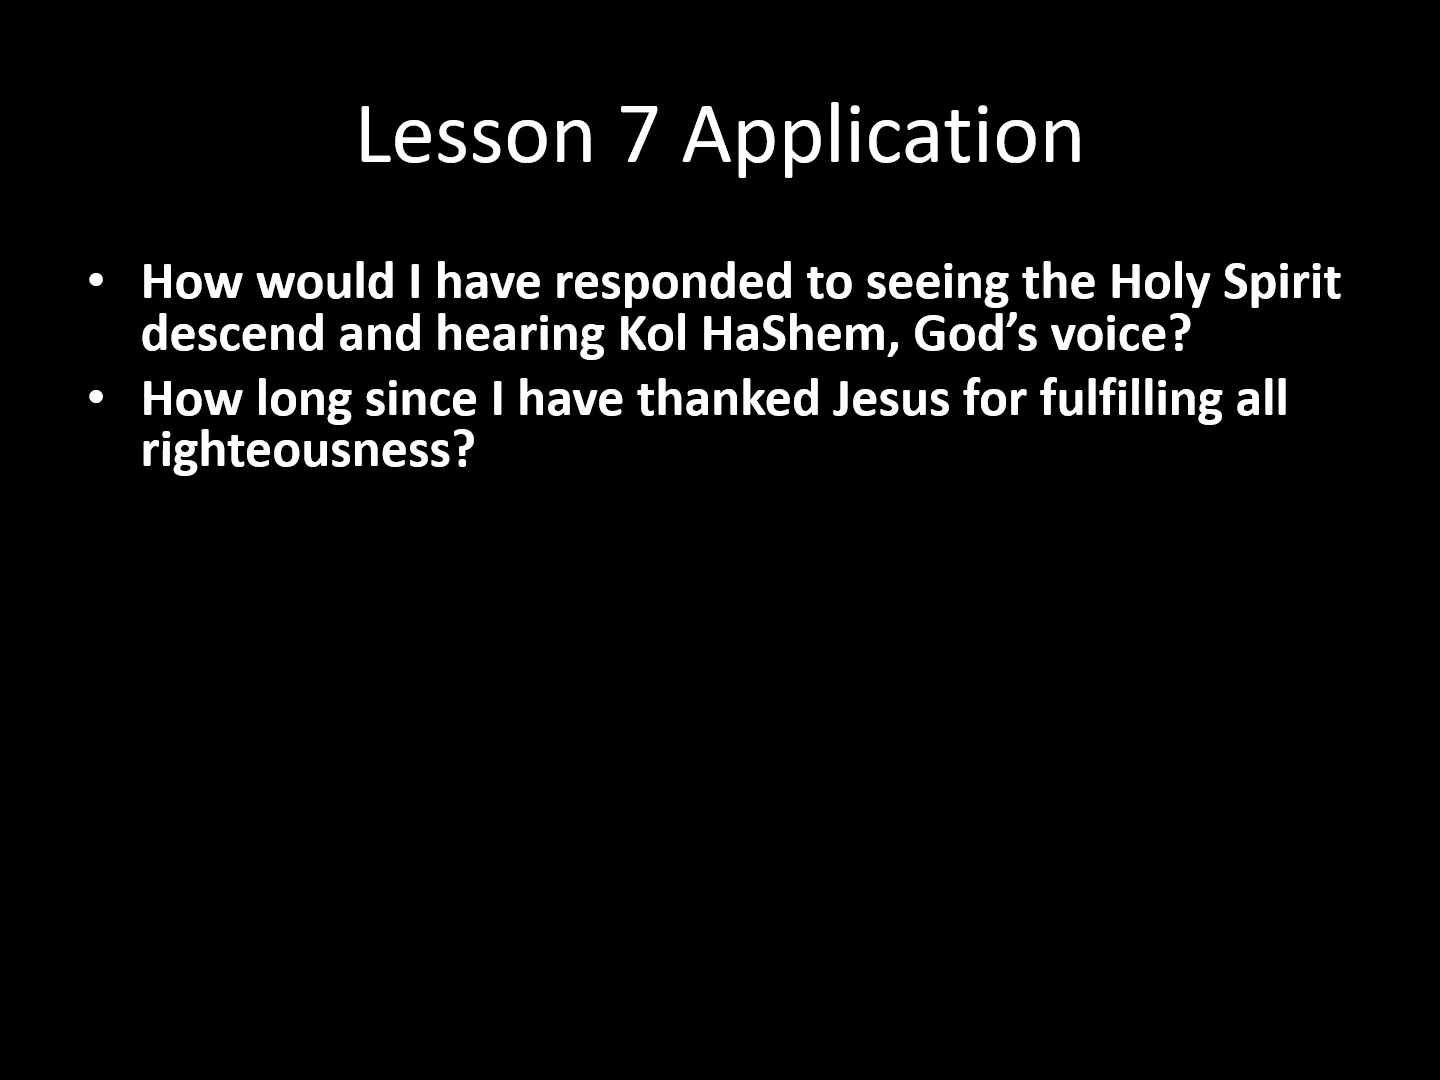 Lesson 7 Application
• How would I have responded to seeing the Holy Spirit
descend and hearing Kol HaShem, God’s voice?
• How long since I have thanked Jesus for fulfilling all
righteousness?